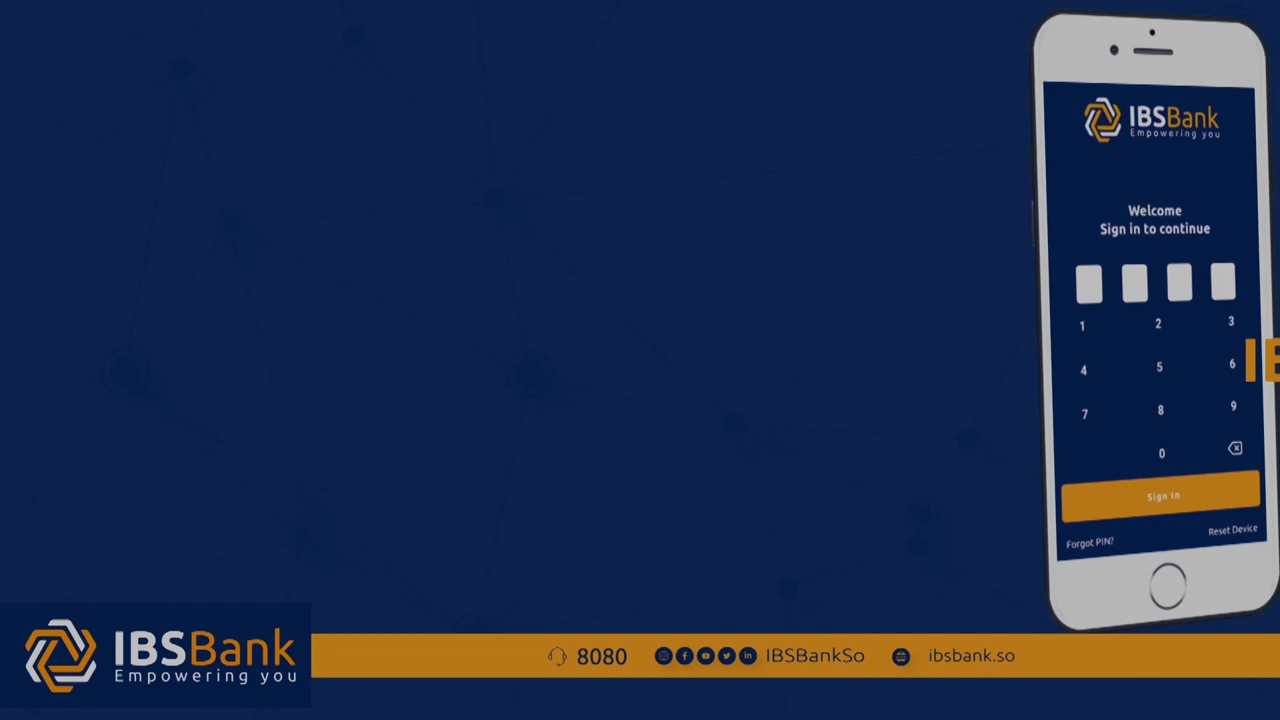 IBSBank
Empowering you
Welcome
Sign in to continue
1 2 3
4 5 6
7 8 9
0
Sign In
Forgot PIN? Reset Device
IBSBank
Empowering you
8080 IBSBankSo ibsbank.so